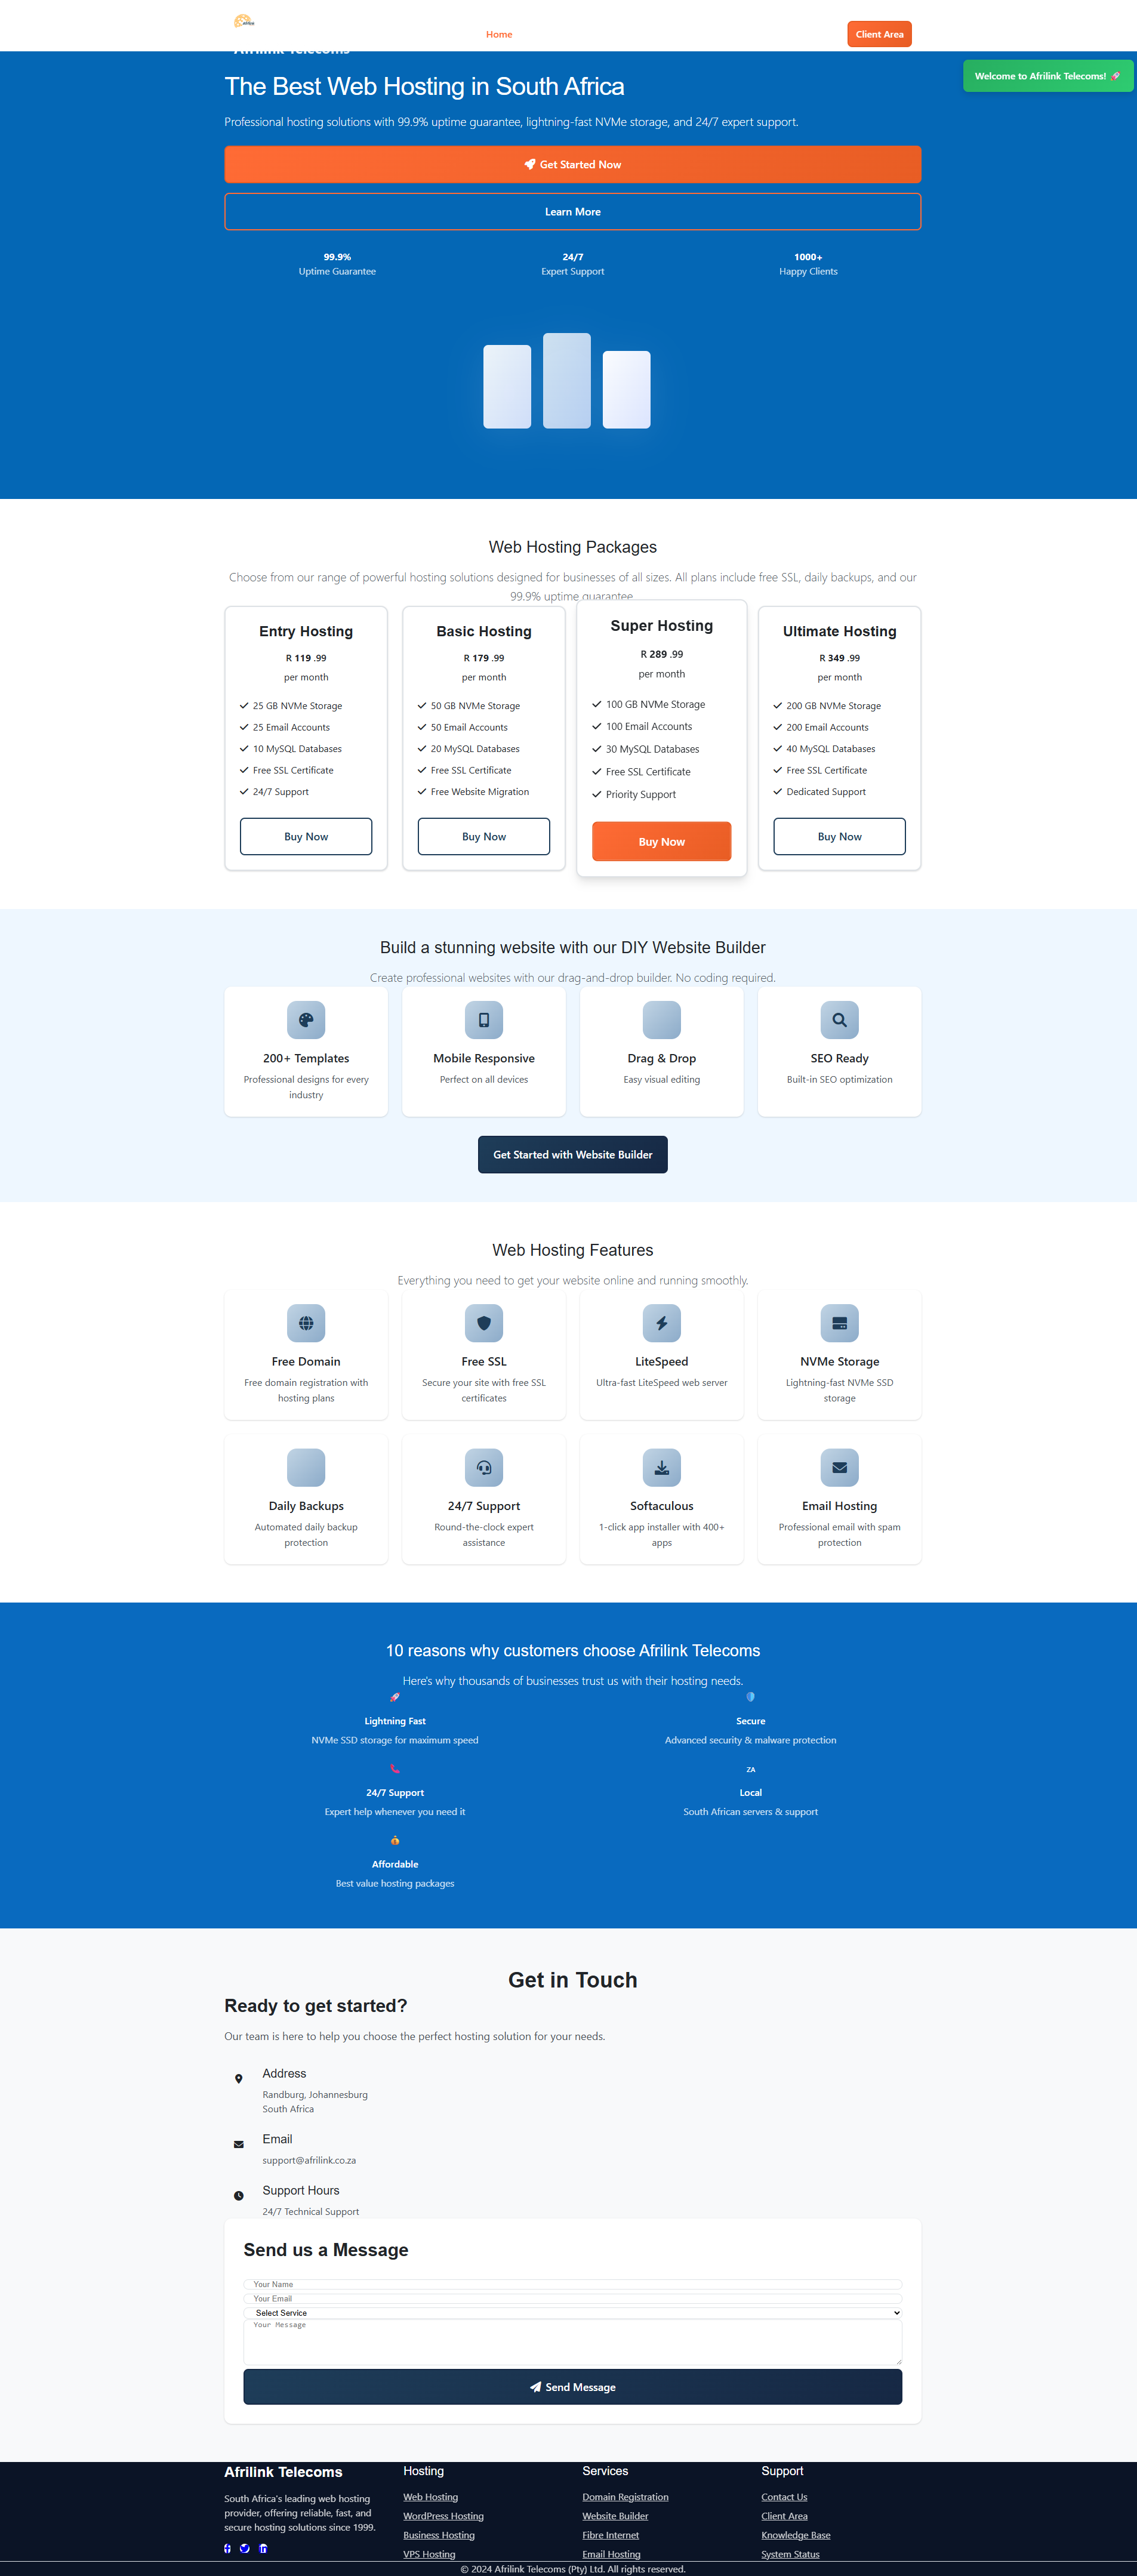 Home
Client Area
Afrilink Telecoms
Welcome to Afrilink Telecoms! 🚀
The Best Web Hosting in South Africa
Professional hosting solutions with 99.9% uptime guarantee, lightning-fast NVMe storage, and 24/7 expert support.
Get Started Now
Learn More
99.9%
Uptime Guarantee
24/7
Expert Support
1000+
Happy Clients
Web Hosting Packages
Choose from our range of powerful hosting solutions designed for businesses of all sizes. All plans include free SSL, daily backups, and our
99.9% uptime guarantee
Entry Hosting
R 119 .99
per month
25 GB NVMe Storage
25 Email Accounts
10 MySQL Databases
Free SSL Certificate
24/7 Support
Buy Now
Basic Hosting
R 179 .99
per month
50 GB NVMe Storage
50 Email Accounts
20 MySQL Databases
Free SSL Certificate
Free Website Migration
Buy Now
Super Hosting
R 289 .99
per month
100 GB NVMe Storage
100 Email Accounts
30 MySQL Databases
Free SSL Certificate
Priority Support
Buy Now
Ultimate Hosting
R 349 .99
per month
200 GB NVMe Storage
200 Email Accounts
40 MySQL Databases
Free SSL Certificate
Dedicated Support
Buy Now
Build a stunning website with our DIY Website Builder
Create professional websites with our drag-and-drop builder. No coding required.
200+ Templates
Professional designs for every
industry
Mobile Responsive
Perfect on all devices
Drag & Drop
Easy visual editing
SEO Ready
Built-in SEO optimization
Get Started with Website Builder
Web Hosting Features
Everything you need to get your website online and running smoothly.
Free Domain
Free domain registration with
hosting plans
Free SSL
Secure your site with free SSL
certificates
LiteSpeed
Ultra-fast LiteSpeed web server
NVMe Storage
Lightning-fast NVMe SSD
storage
Daily Backups
Automated daily backup
protection
24/7 Support
Round-the-clock expert
assistance
Softaculous
1-click app installer with 400+
apps
Email Hosting
Professional email with spam
protection
10 reasons why customers choose Afrilink Telecoms
Here's why thousands of businesses trust us with their hosting needs.
🚀
Lightning Fast
NVMe SSD storage for maximum speed
🛡
Secure
Advanced security & malware protection
📞
24/7 Support
Expert help whenever you need it
ZA
Local
South African servers & support
💰
Affordable
Best value hosting packages
Get in Touch
Ready to get started?
Our team is here to help you choose the perfect hosting solution for your needs.
Address
Randburg, Johannesburg
South Africa
Email
support@afrilink.co.za
Support Hours
24/7 Technical Support
Send us a Message
Your Name
Your Email
Select Service
Your Message
Send Message
Afrilink Telecoms
South Africa's leading web hosting
provider, offering reliable, fast, and
secure hosting solutions since 1999.
Hosting
Web Hosting
WordPress Hosting
Business Hosting
VPS Hosting
Services
Domain Registration
Website Builder
Fibre Internet
Email Hosting
Support
Contact Us
Client Area
Knowledge Base
System Status
© 2024 Afrilink Telecoms (Pty) Ltd. All rights reserved.